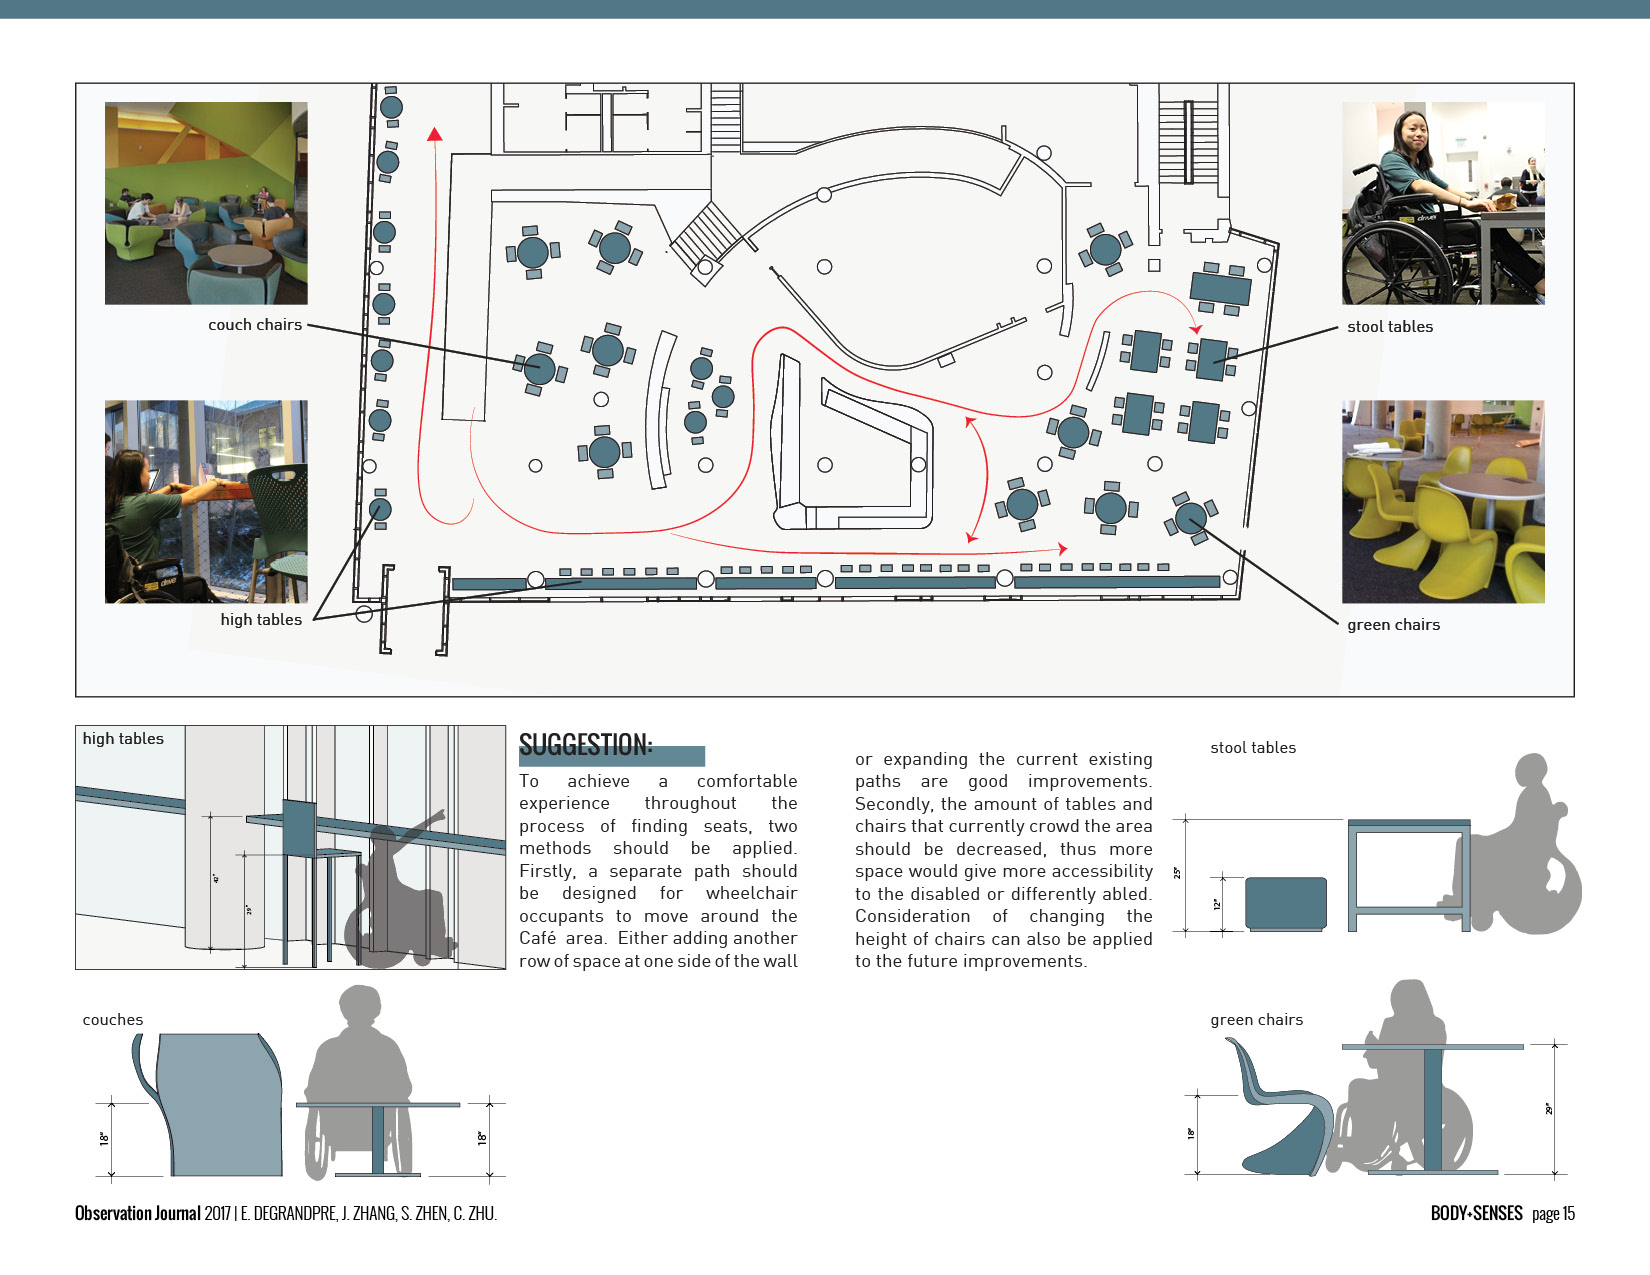 couch chairs
stool tables
high tables
green chairs
high tables
42"
29"
SUGGESTION:
To achieve a comfortable
experience throughout the
process of finding seats, two
methods should be applied.
Firstly, a separate path should
be designed for wheelchair
occupants to move around the
Café area. Either adding another
row of space at one side of the wall
or expanding the current existing
paths are good improvements.
Secondly, the amount of tables and
chairs that currently crowd the area
should be decreased, thus more
space would give more accessibility
to the disabled or differently abled.
Consideration of changing the
height of chairs can also be applied
to the future improvements.
stool tables
25"
12"
couches
18"
18"
green chairs
18"
29"
Observation Journal 2017 | E. DEGRANDPRE, J. ZHANG, S. ZHEN, C. ZHU.
BODY+SENSES page 15